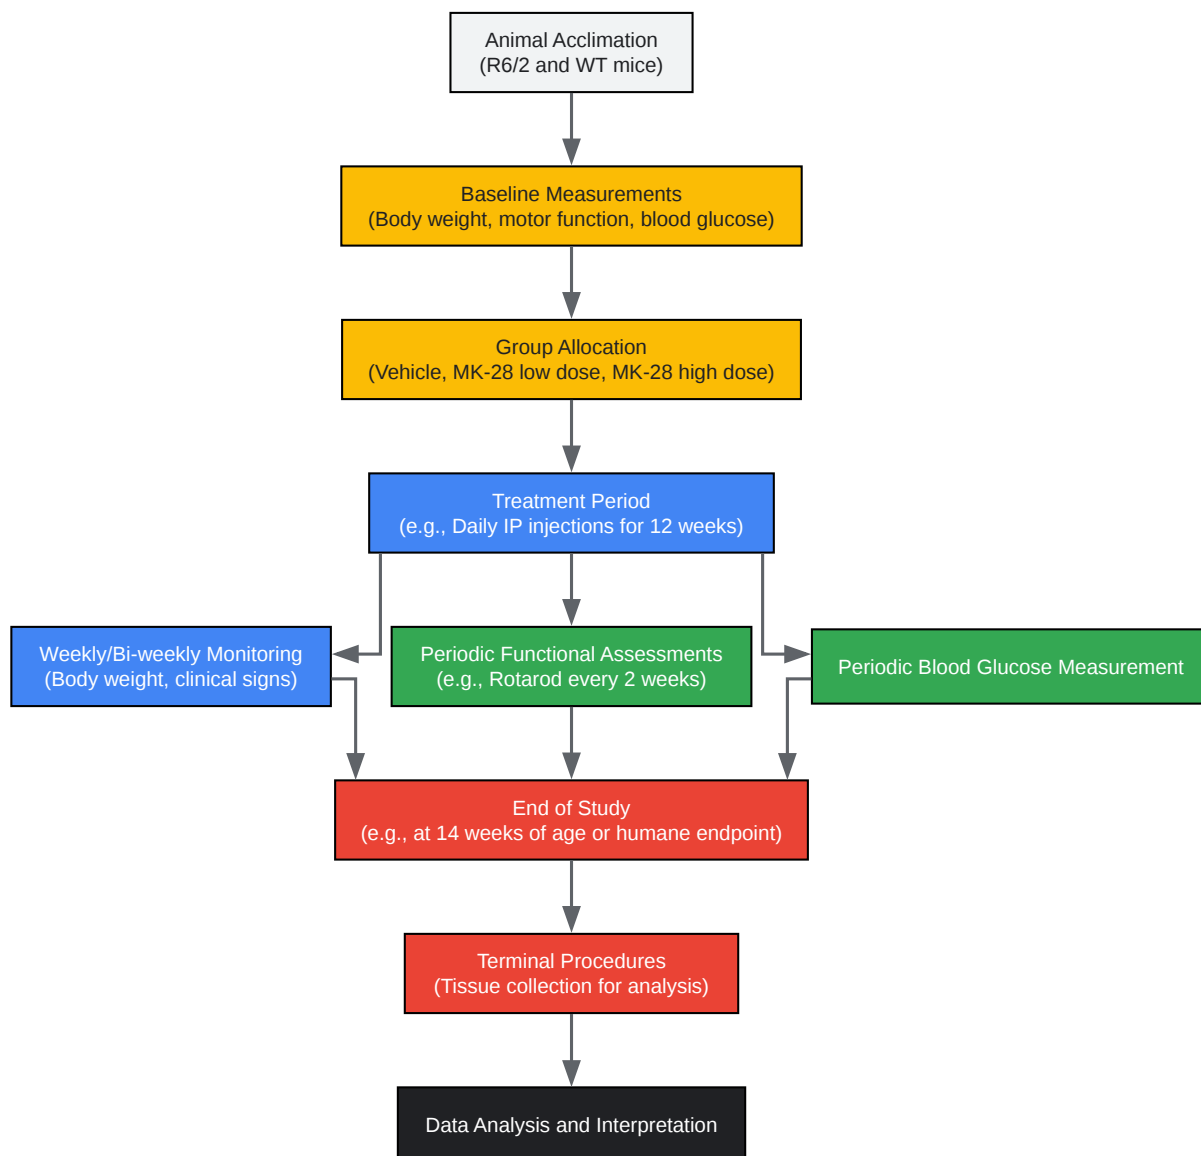 Animal Acclimation
(R6/2 and WT mice)
Baseline Measurements
(Body weight, motor function, blood glucose)
Group Allocation
(Vehicle, MK-28 low dose, MK-28 high dose)
Treatment Period
(e.g., Daily IP injections for 12 weeks)
Weekly/Bi-weekly Monitoring
(Body weight, clinical signs)
Periodic Functional Assessments
(e.g., Rotarod every 2 weeks)
Periodic Blood Glucose Measurement
End of Study
(e.g., at 14 weeks of age or humane endpoint)
Terminal Procedures
(Tissue collection for analysis)
Data Analysis and Interpretation